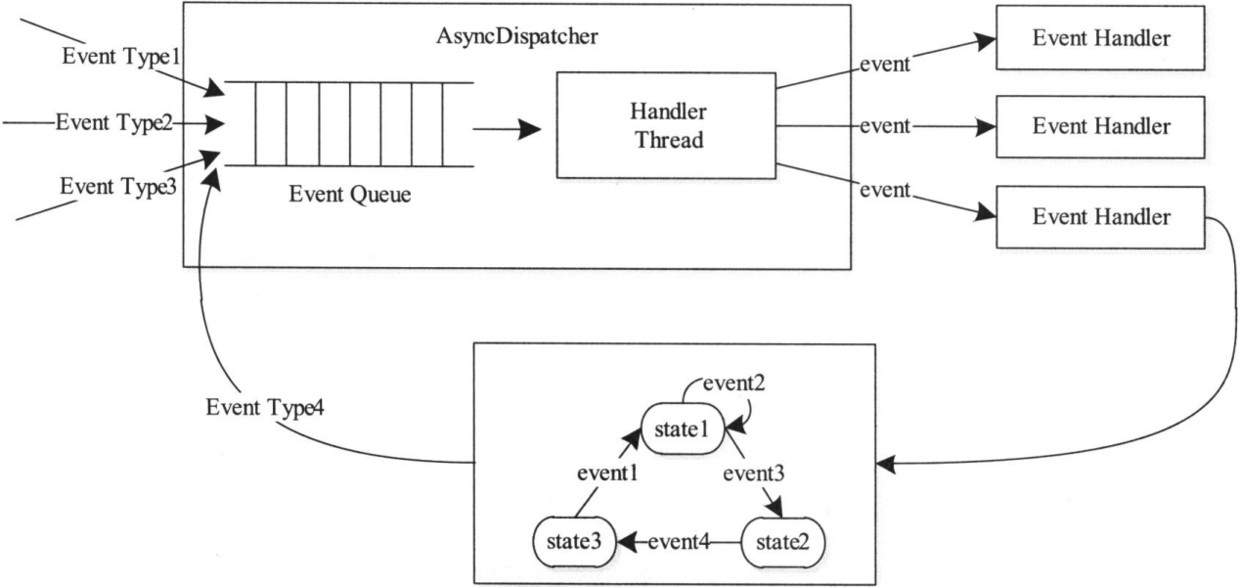 AsyncDispatcher
Event Type1
Event Type2
Event Type3
Event Queue
Handler
Thread
event
event
event
Event Handler
Event Handler
Event Handler
Event Type4
event2
state1
event1
event3
state3
event4
state2